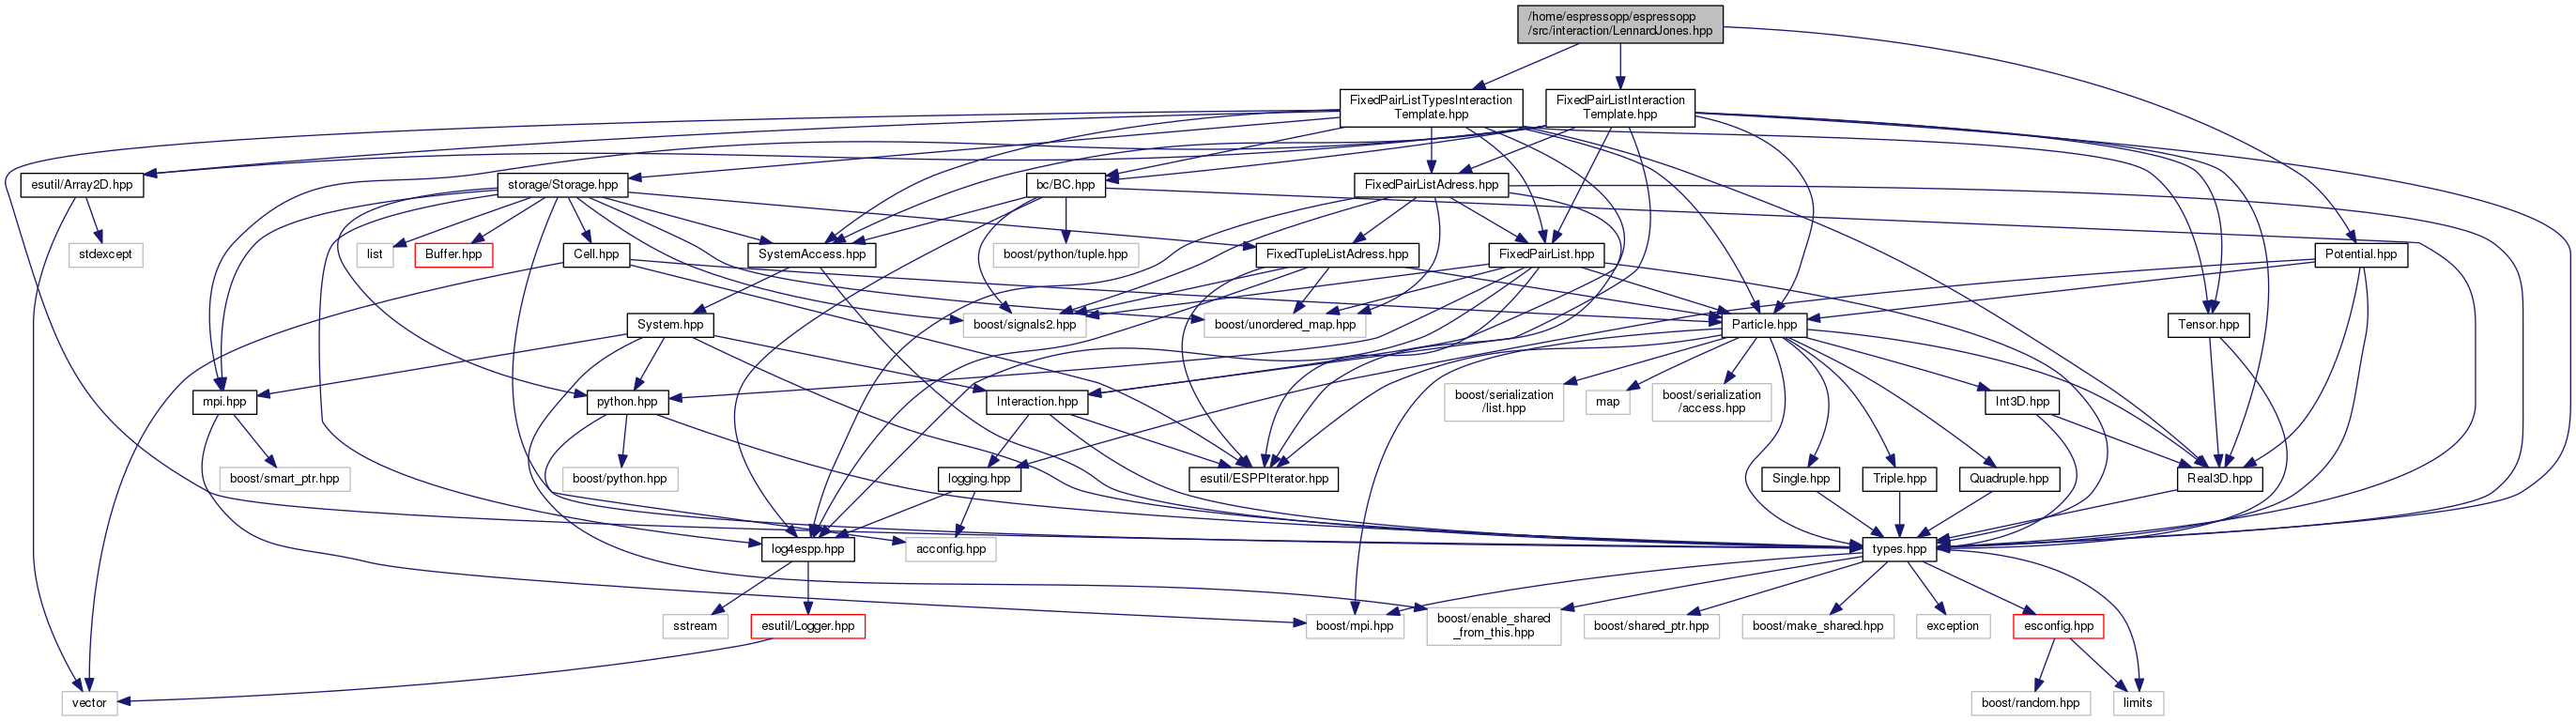 /home/espressopp/espressopp
/src/interaction/LennardJones.hpp
FixedPairListTypesInteraction
Template.hpp
FixedPairListInteraction
Template.hpp
esutil/Array2D.hpp
storage/Storage.hpp
bc/BC.hpp
FixedPairListAdress.hpp
stdexcept
list
Buffer.hpp
Cell.hpp
SystemAccess.hpp
boost/python/tuple.hpp
FixedTupleListAdress.hpp
FixedPairList.hpp
Potential.hpp
System.hpp
boost/signals2.hpp
boost/unordered_map.hpp
Particle.hpp
Tensor.hpp
mpi.hpp
python.hpp
Interaction.hpp
boost/serialization
/list.hpp
map
boost/serialization
/access.hpp
Int3D.hpp
boost/smart_ptr.hpp
boost/python.hpp
logging.hpp
esutil/ESPPIterator.hpp
Single.hpp
Triple.hpp
Quadruple.hpp
Real3D.hpp
log4espp.hpp
acconfig.hpp
types.hpp
sstream
esutil/Logger.hpp
boost/mpi.hpp
boost/enable_shared
_from_this.hpp
boost/shared_ptr.hpp
boost/make_shared.hpp
exception
esconfig.hpp
vector
boost/random.hpp
limits